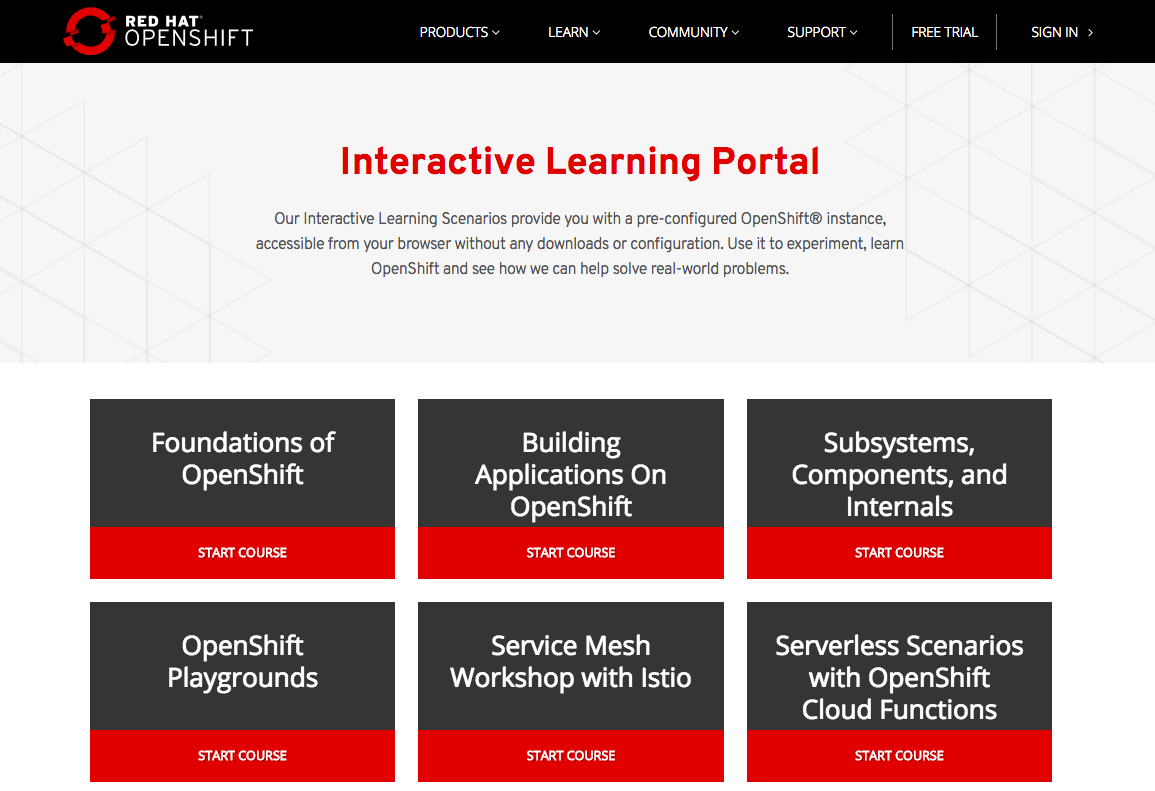 RED HAT®
OPENSHIFT
PRODUCTS
LEARN
COMMUNITY
SUPPORT
FREE TRIAL
SIGN IN
Interactive Learning Portal
Our Interactive Learning Scenarios provide you with a pre-configured OpenShift® instance,
accessible from your browser without any downloads or configuration. Use it to experiment, learn
OpenShift and see how we can help solve real-world problems.
Foundations of
OpenShift
START COURSE
Building
Applications On
OpenShift
START COURSE
Subsystems,
Components, and
Internals
START COURSE
OpenShift
Playgrounds
START COURSE
Service Mesh
Workshop with Istio
START COURSE
Serverless Scenarios
with OpenShift
Cloud Functions
START COURSE